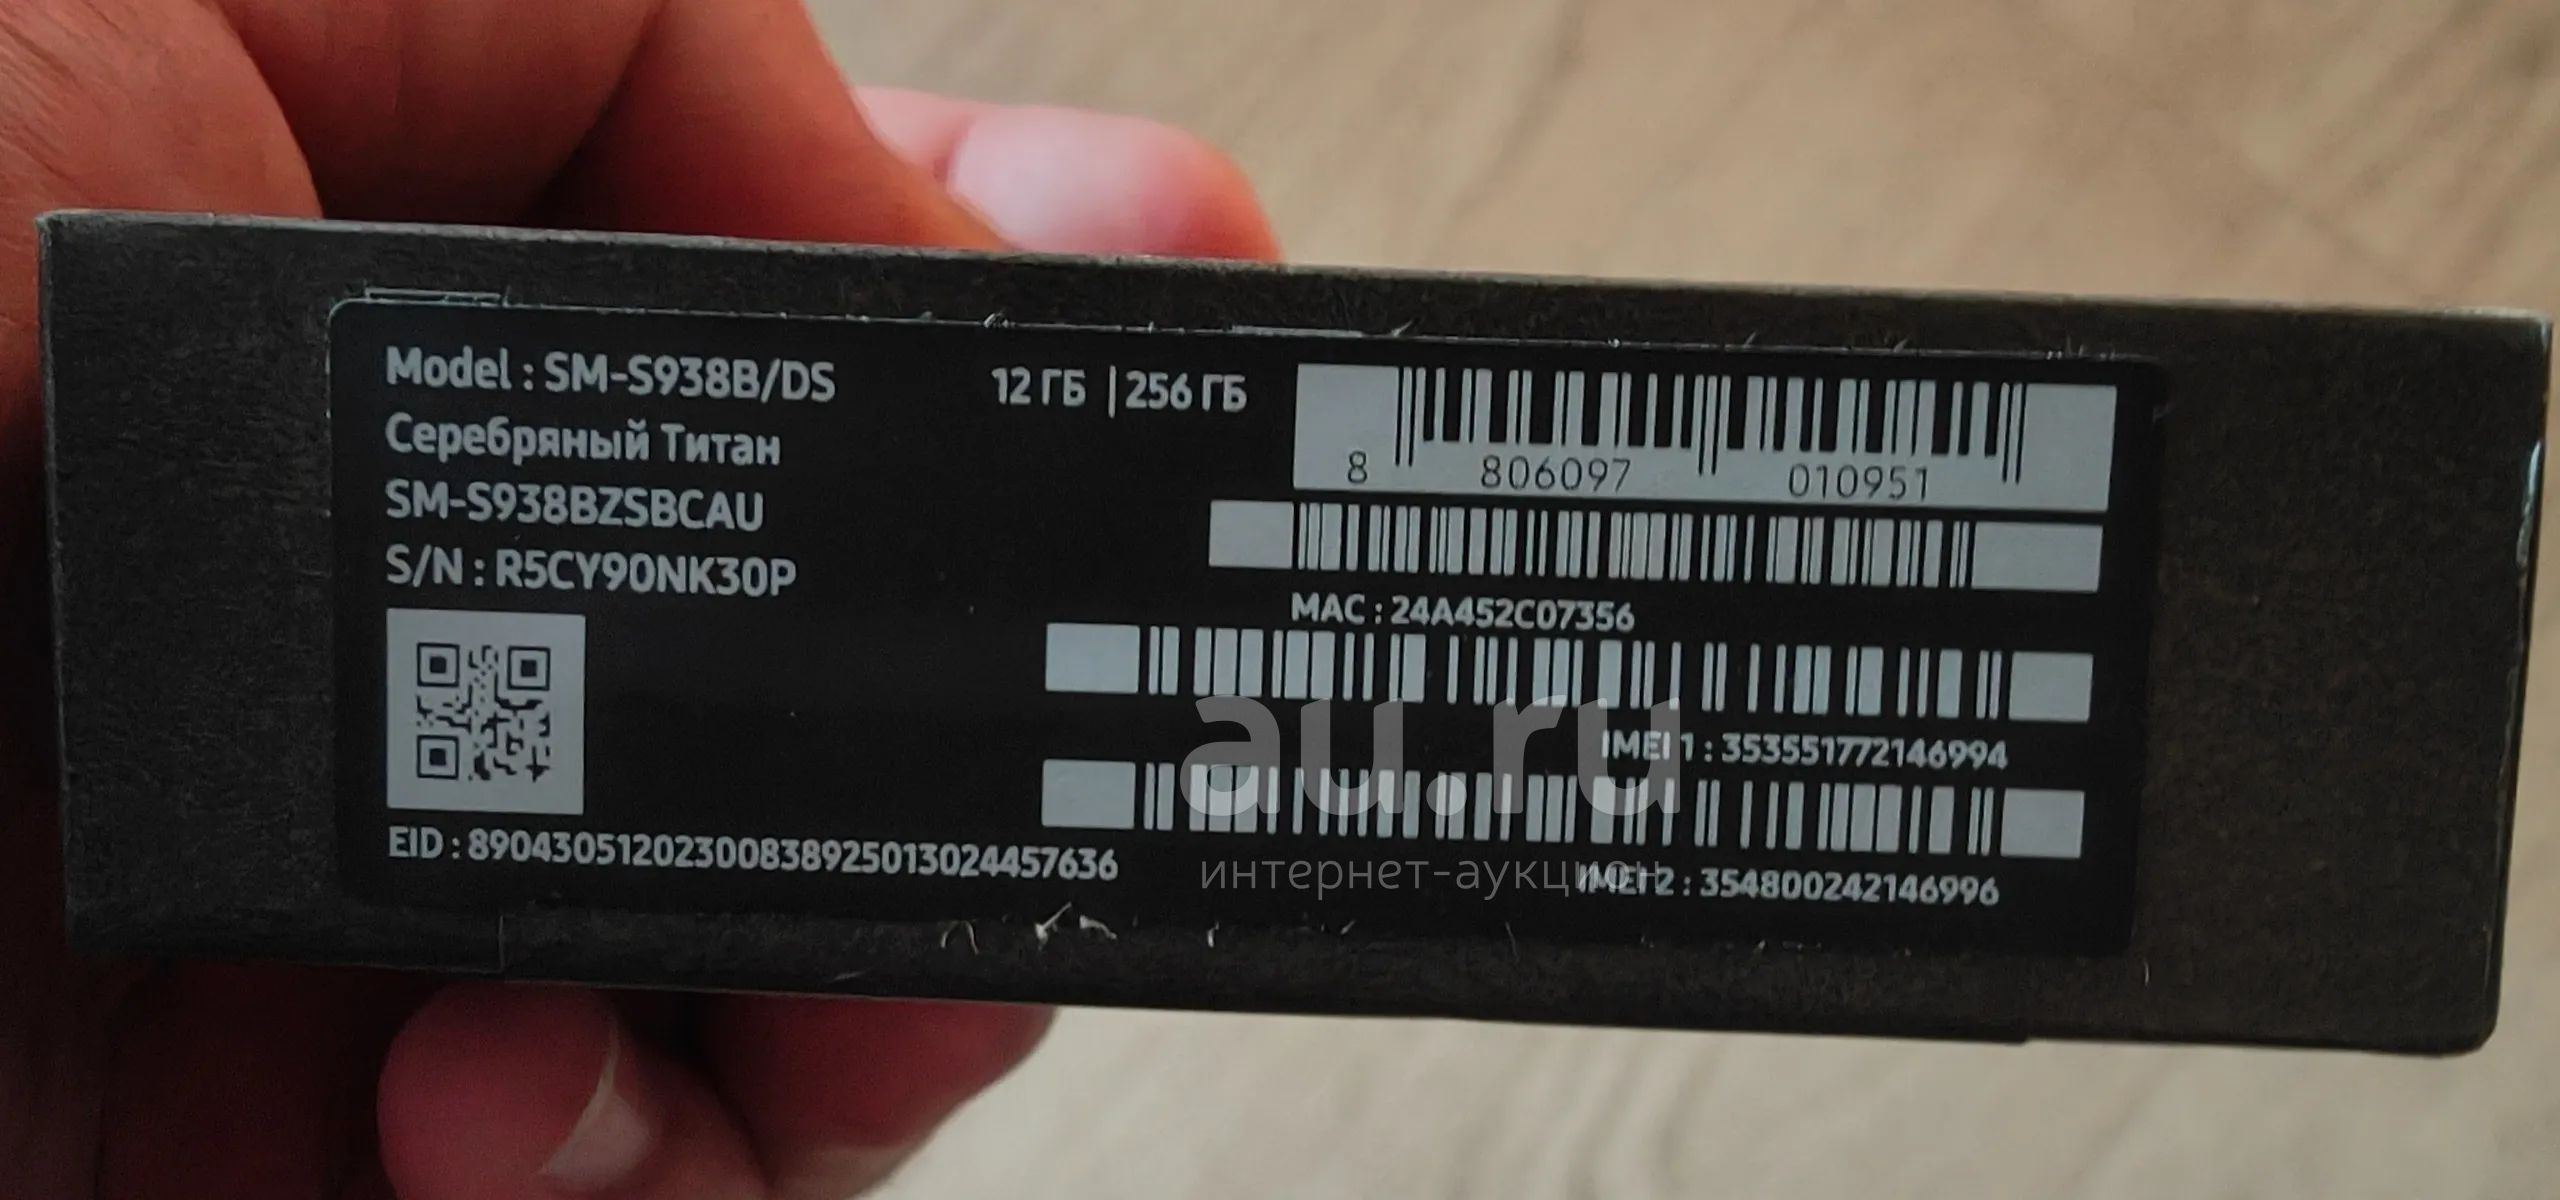 Model : SM-S938B/DS
12 ГБ | 256 ГБ
Серебряный Титан
SM-S938BZSBCAU
S/N : R5CY90NK30P
8 806097 010951
MAC : 24A452C07356
IMEI 1 : 353551772146994
IMEI 2 : 354800242146996
EID : 89043051202300838925013024457636
au.ru
интернет-аукцион